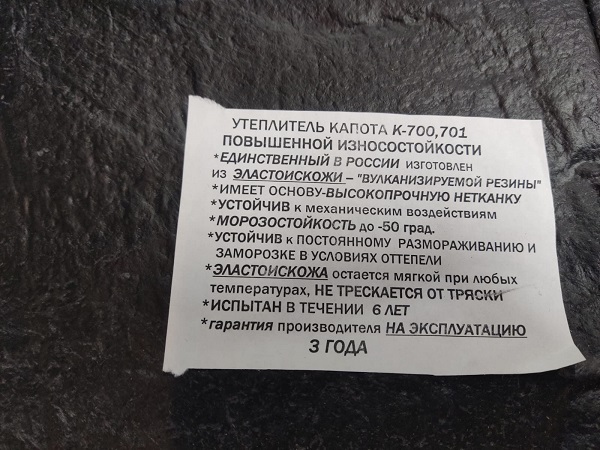 УТЕПЛИТЕЛЬ КАПОТА К-700,701
ПОВЫШЕННОЙ ИЗНОСОСТОЙКОСТИ
*ЕДИНСТВЕННЫЙ В РОССИИ ИЗГОТОВЛЕН
ИЗ ЭЛАСТОИСКОЖИ – "ВУЛКАНИЗИРУЕМОЙ РЕЗИНЫ"
*ИМЕЕТ ОСНОВУ-ВЫСОКОПРОЧНУЮ НЕТКАНКУ
*УСТОЙЧИВ к механическим воздействиям
*МОРОЗОСТОЙКОСТЬ до -50 град.
*УСТОЙЧИВ к ПОСТОЯННОМУ РАЗМОРАЖИВАНИЮ И
ЗАМОРОЗКЕ В УСЛОВИЯХ ОТТЕПЕЛИ
*ЭЛАСТОИСКОЖА остается мягкой при любых
температурах, НЕ ТРЕСКАЕТСЯ ОТ ТРЯСКИ
*ИСПЫТАН В ТЕЧЕНИИ 6 ЛЕТ
*гарантия производителя НА ЭКСПЛУАТАЦИЮ
3 ГОДА